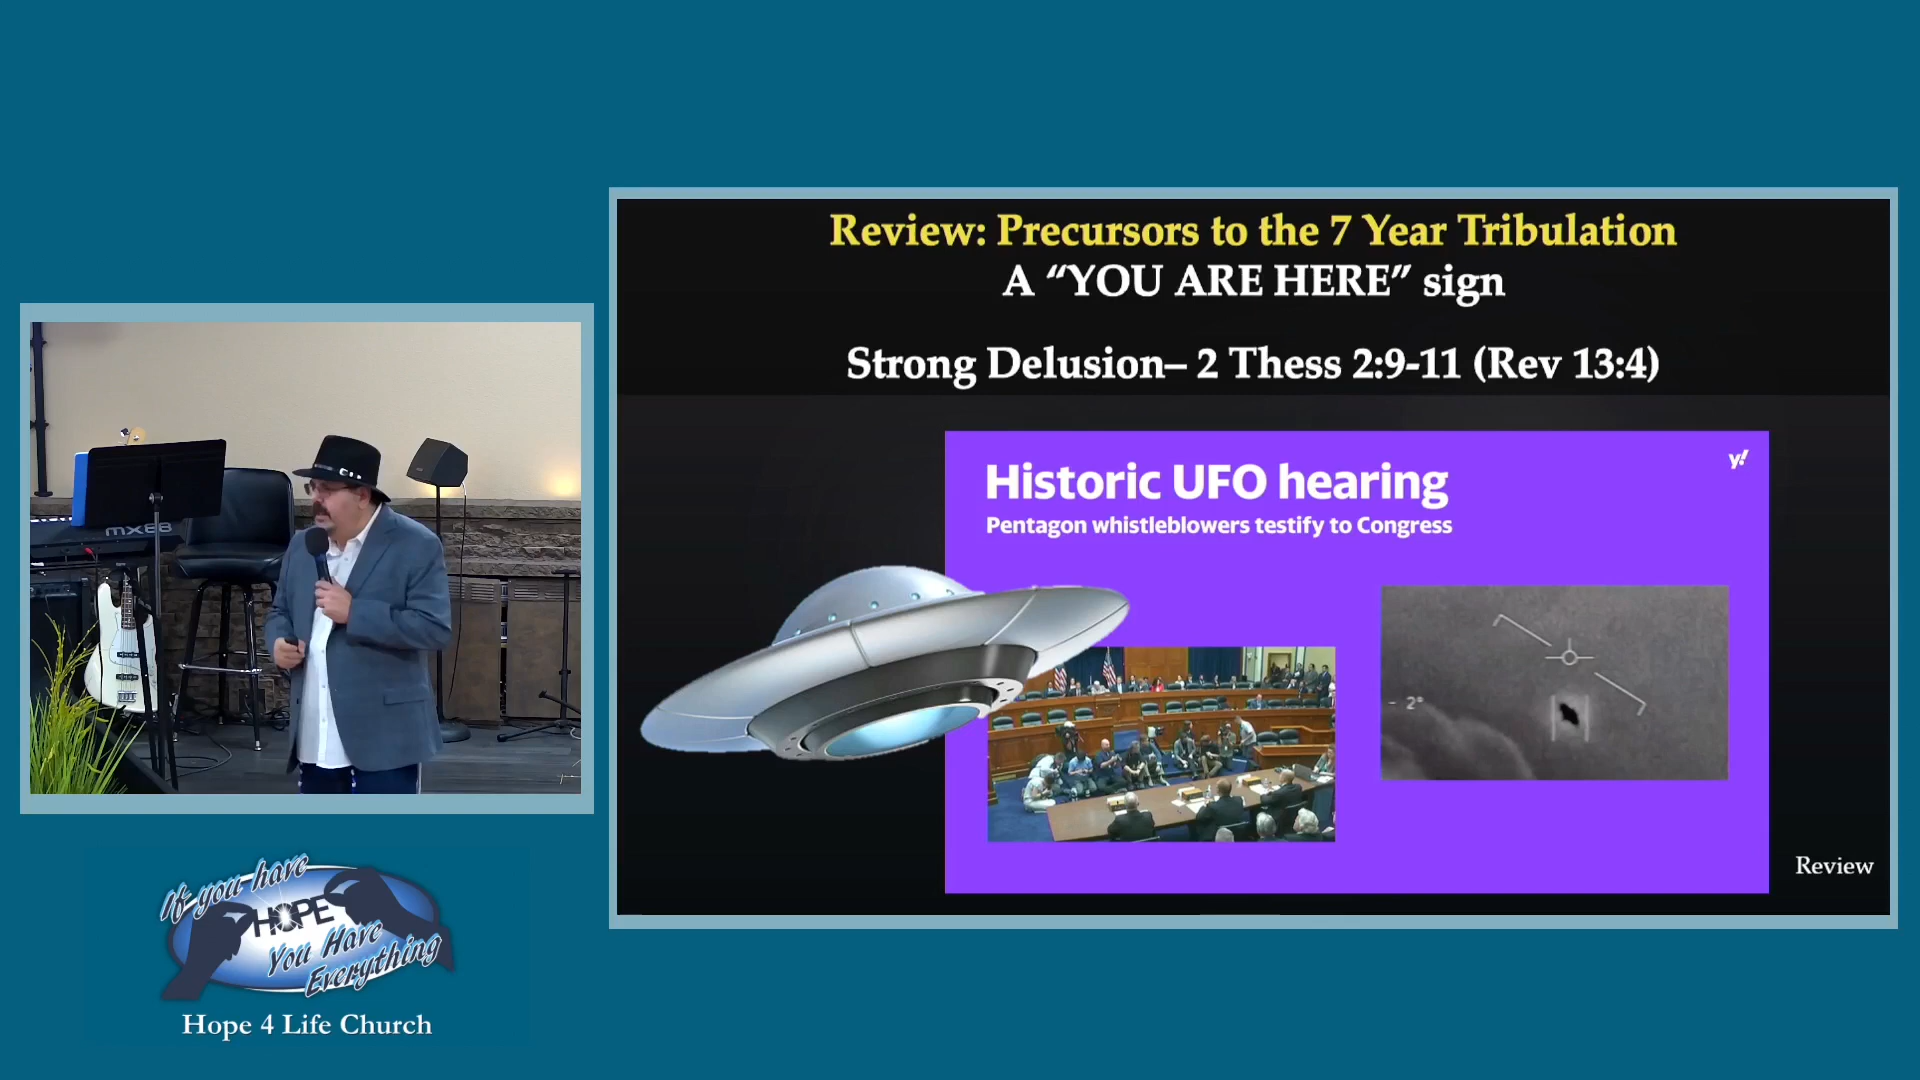 Review: Precursors to the 7 Year Tribulation
A “YOU ARE HERE” sign
Strong Delusion– 2 Thess 2:9-11 (Rev 13:4)
Historic UFO hearing
y!
Pentagon whistleblowers testify to Congress
- 2°
Review
MX88
If you have
HOPE
You Have
Everything
Hope 4 Life Church